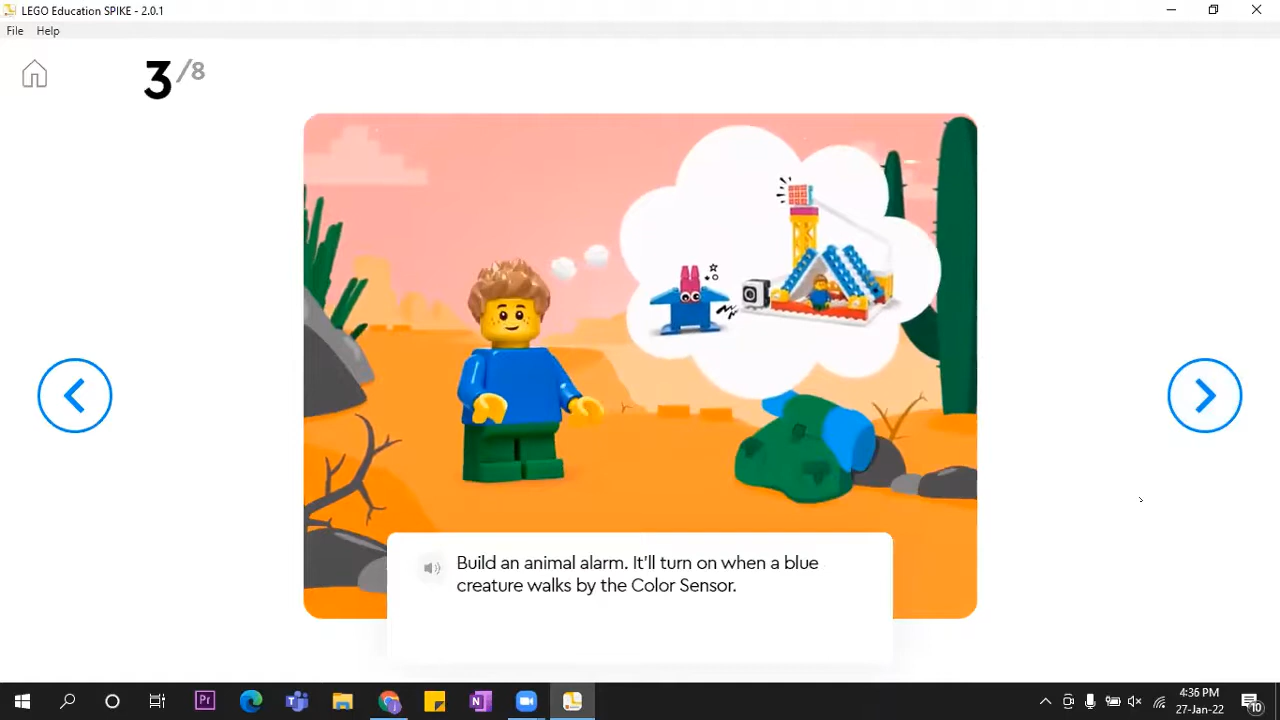 LEGO Education SPIKE - 2.0.1
File Help
3/8
Build an animal alarm. It'll turn on when a blue
creature walks by the Color Sensor.
Pr
N
4:36 PM
27-Jan-22
10